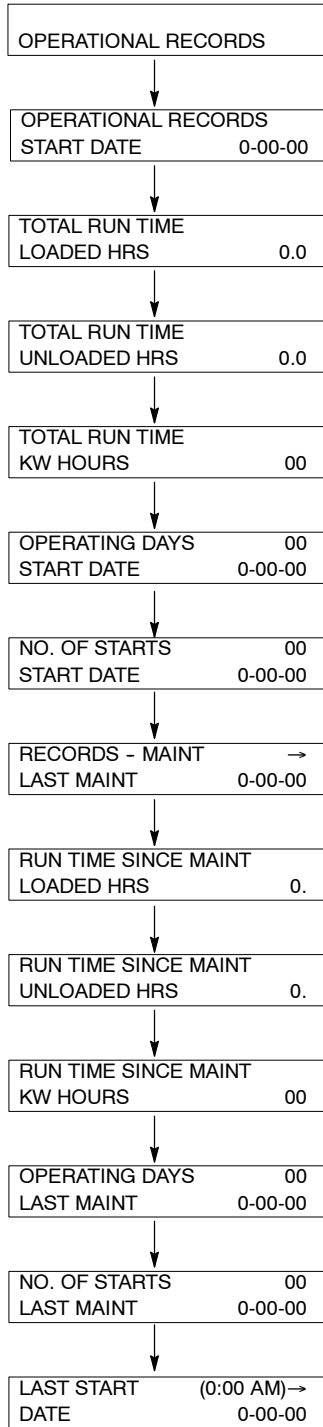 OPERATIONAL RECORDS
OPERATIONAL RECORDS
START DATE 0-00-00
TOTAL RUN TIME
LOADED HRS 0.0
TOTAL RUN TIME
UNLOADED HRS 0.0
TOTAL RUN TIME
KW HOURS 00
OPERATING DAYS 00
START DATE 0-00-00
NO. OF STARTS 00
START DATE 0-00-00
RECORDS - MAINT →
LAST MAINT 0-00-00
RUN TIME SINCE MAINT
LOADED HRS 0.
RUN TIME SINCE MAINT
UNLOADED HRS 0.
RUN TIME SINCE MAINT
KW HOURS 00
OPERATING DAYS 00
LAST MAINT 0-00-00
NO. OF STARTS 00
LAST MAINT 0-00-00
LAST START (0:00 AM)→
DATE 0-00-00